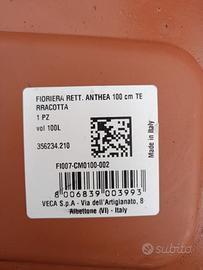 FIORIERA RETT. ANTHEA 100 cm TE
RRACOTTA
1 PZ
vol 100L
356234.210
Made in Italy
FI007-CM0100-002
8 006839 003993
VECA S.p.A - Via dell'Artigianato, 8
Albettone (VI) - Italy
subito